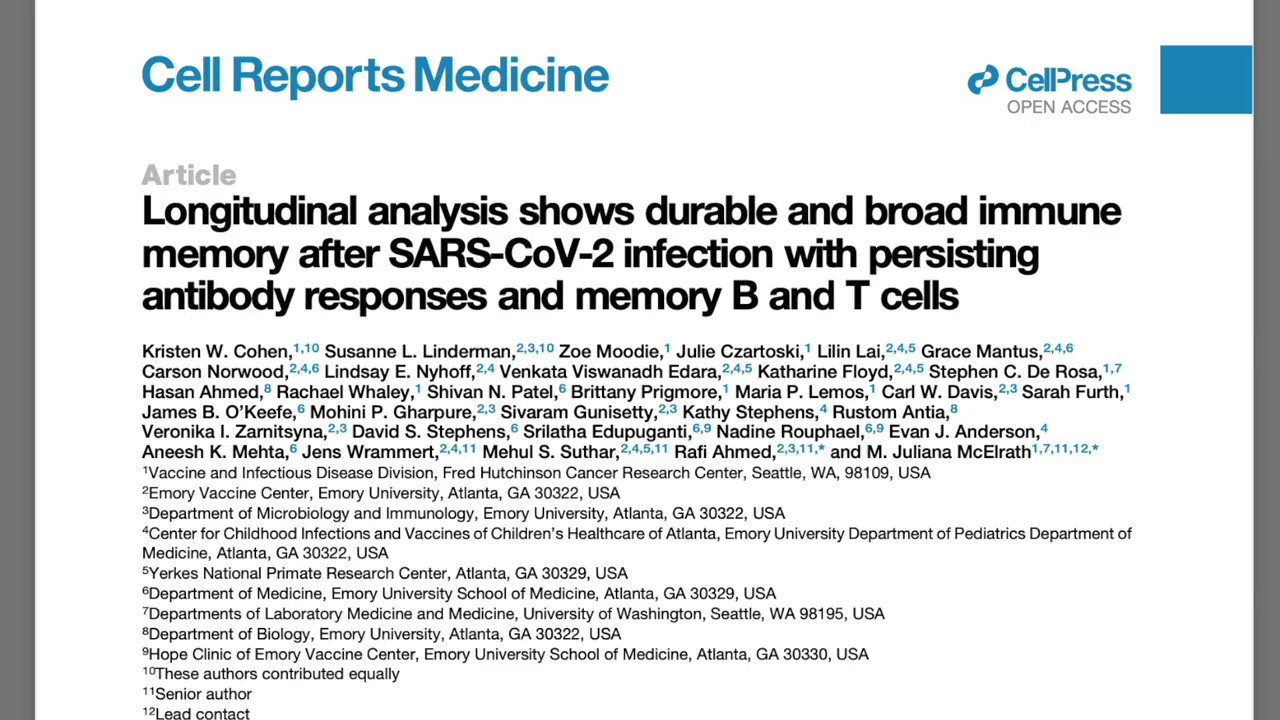 Cell Reports Medicine
CellPress
OPEN ACCESS
Article
Longitudinal analysis shows durable and broad immune
memory after SARS-CoV-2 infection with persisting
antibody responses and memory B and T cells
Kristen W. Cohen,1,10 Susanne L. Linderman,2,3,10 Zoe Moodie,1 Julie Czartoski,1 Lilin Lai,2,4,5 Grace Mantus,2,4,6
Carson Norwood,2,4,6 Lindsay E. Nyhoff,2,4 Venkata Viswanadh Edara,2,4,5 Katharine Floyd,2,4,5 Stephen C. De Rosa,1,7
Hasan Ahmed,8 Rachael Whaley,1 Shivan N. Patel,6 Brittany Prigmore,1 Maria P. Lemos,1 Carl W. Davis,2,3 Sarah Furth,1
James B. O'Keefe,6 Mohini P. Gharpure,2,3 Sivaram Gunisetty,2,3 Kathy Stephens,4 Rustom Antia,8
Veronika I. Zarnitsyna,2,3 David S. Stephens,6 Srilatha Edupuganti,6,9 Nadine Rouphael,6,9 Evan J. Anderson,4
Aneesh K. Mehta,6 Jens Wrammert,2,4,11 Mehul S. Suthar,2,4,5,11 Rafi Ahmed,2,3,11,* and M. Juliana McElrath1,7,11,12,*
1Vaccine and Infectious Disease Division, Fred Hutchinson Cancer Research Center, Seattle, WA, 98109, USA
2Emory Vaccine Center, Emory University, Atlanta, GA 30322, USA
3Department of Microbiology and Immunology, Emory University, Atlanta, GA 30322, USA
4Center for Childhood Infections and Vaccines of Children's Healthcare of Atlanta, Emory University Department of Pediatrics Department of
Medicine, Atlanta, GA 30322, USA
5Yerkes National Primate Research Center, Atlanta, GA 30329, USA
6Department of Medicine, Emory University School of Medicine, Atlanta, GA 30329, USA
7Departments of Laboratory Medicine and Medicine, University of Washington, Seattle, WA 98195, USA
8Department of Biology, Emory University, Atlanta, GA 30322, USA
9Hope Clinic of Emory Vaccine Center, Emory University School of Medicine, Atlanta, GA 30330, USA
10These authors contributed equally
11Senior author
12Lead contact